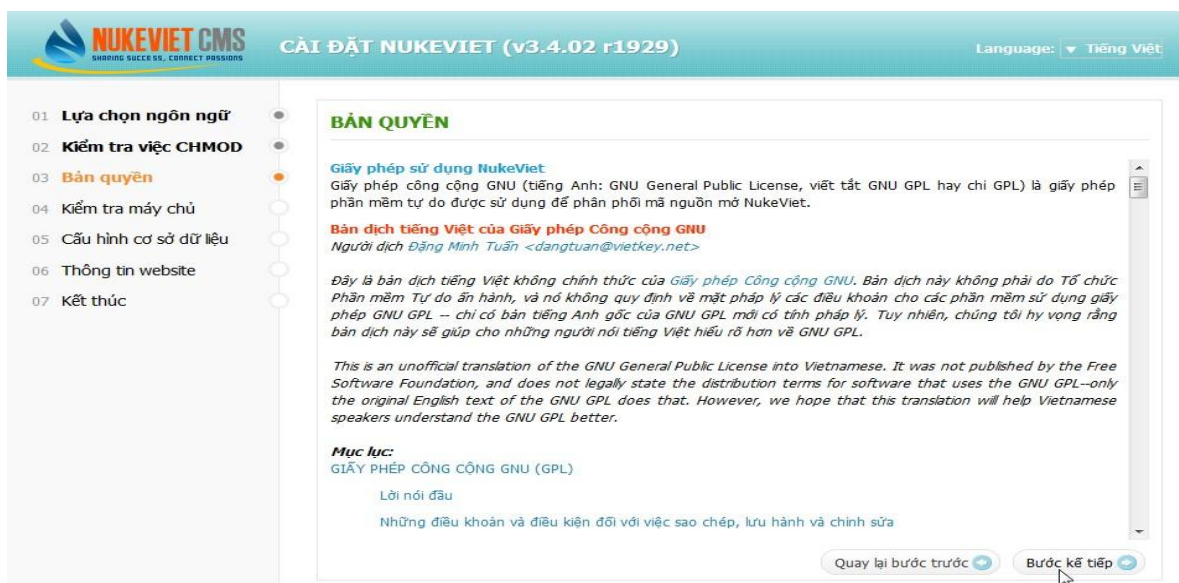 NUKEVIET CMS
SHARING SUCCESS, CONNECT PASSIONS
CÀI ĐẶT NUKEVIET (v3.4.02 r1929)
Language: Tiếng Việt
01 Lựa chọn ngôn ngữ
02 Kiểm tra việc CHMOD
03 Bản quyền
04 Kiểm tra máy chủ
05 Cấu hình cơ sở dữ liệu
06 Thông tin website
07 Kết thúc
BẢN QUYỀN
Giấy phép sử dụng NukeViet
Giấy phép công cộng GNU (tiếng Anh: GNU General Public License, viết tắt GNU GPL hay chỉ GPL) là giấy phép
phần mềm tự do được sử dụng để phân phối mã nguồn mở NukeViet.
Bản dịch tiếng Việt của Giấy phép Công cộng GNU
Người dịch Đặng Minh Tuấn <dangtuan@vietkey.net>
Đây là bản dịch tiếng Việt không chính thức của Giấy phép Công cộng GNU. Bản dịch này không phải do Tổ chức
Phần mềm Tự do ấn hành, và nó không quy định về mặt pháp lý các điều khoản cho các phần mềm sử dụng giấy
phép GNU GPL -- chỉ có bản tiếng Anh gốc của GNU GPL mới có tính pháp lý. Tuy nhiên, chúng tôi hy vọng rằng
bản dịch này sẽ giúp cho những người nói tiếng Việt hiểu rõ hơn về GNU GPL.
This is an unofficial translation of the GNU General Public License into Vietnamese. It was not published by the Free
Software Foundation, and does not legally state the distribution terms for software that uses the GNU GPL--only
the original English text of the GNU GPL does that. However, we hope that this translation will help Vietnamese
speakers understand the GNU GPL better.
Mục lục:
GIẤY PHÉP CÔNG CỘNG GNU (GPL)
Lời nói đầu
Những điều khoản và điều kiện đối với việc sao chép, lưu hành và chỉnh sửa
Quay lại bước trước
Bước kế tiếp